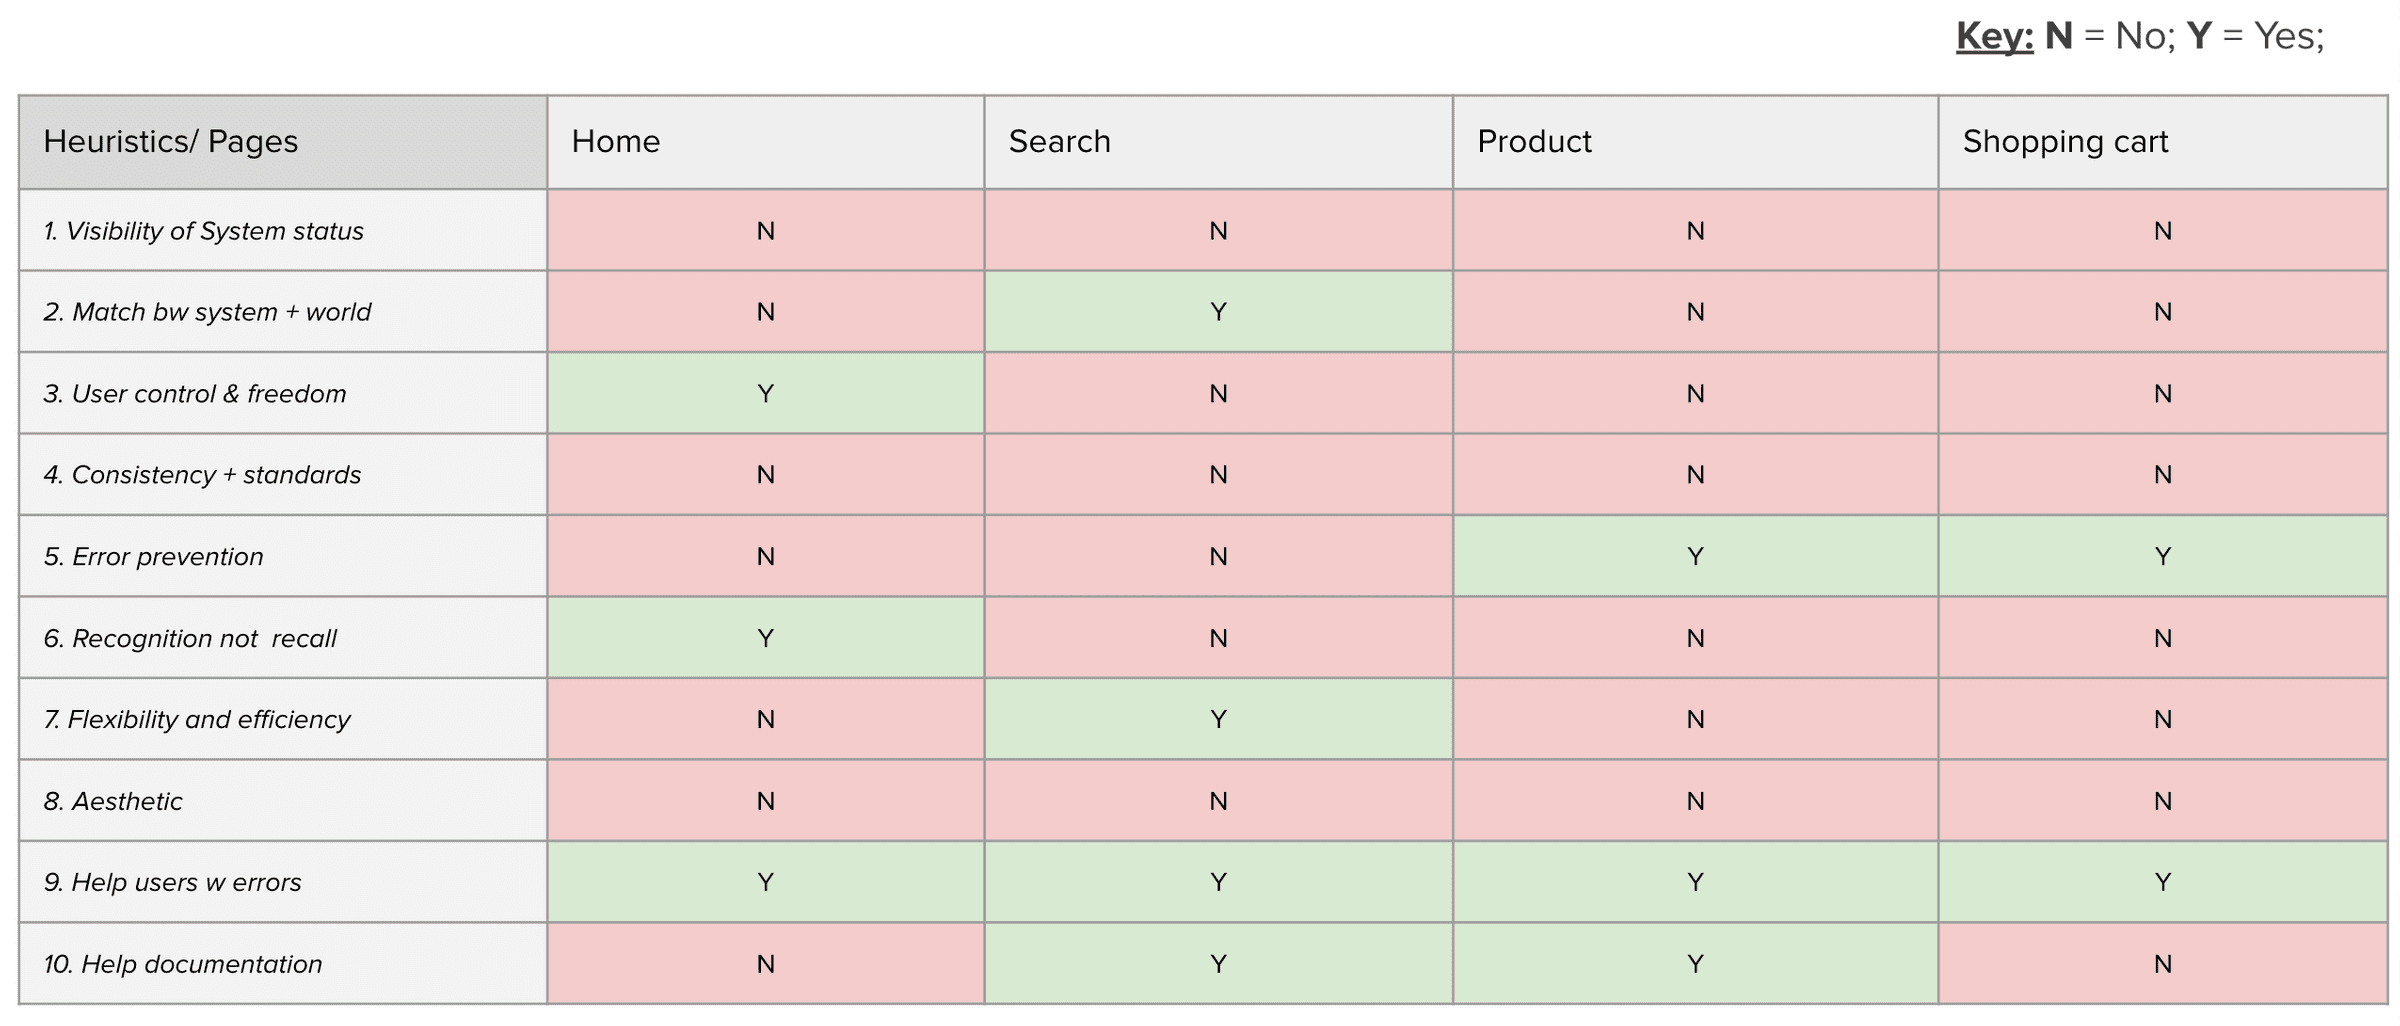 Key: N = No; Y = Yes;
Heuristics/ Pages Home Search Product Shopping cart
1. Visibility of System status N N N N
2. Match bw system + world N Y N N
3. User control & freedom Y N N N
4. Consistency + standards N N N N
5. Error prevention N N Y Y
6. Recognition not  recall Y N N N
7. Flexibility and efficiency N Y N N
8. Aesthetic N N N N
9. Help users w errors Y Y Y Y
10. Help documentation N Y Y N